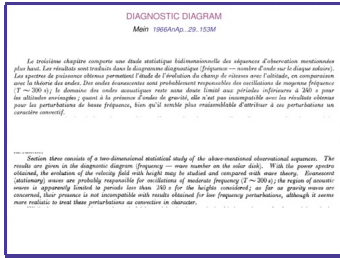 DIAGNOSTIC DIAGRAM
Mein 1966AnAp..29..153M
Le troisième chapitre comporte une étude statistique bidimensionnelle des séquences d'observation mentionnées
plus haut. Les résultats sont traduits dans le diagramme diagnostique (fréquence — nombre d'onde sur le disque solaire).
Les spectres de puissance obtenus permettent l'étude de l'évolution du champ de vitesses avec l'altitude, en comparaison
avec la théorie des ondes. Des ondes évanescentes sont probablement responsables des oscillations de moyenne fréquence
(T ∼ 300 s); le domaine des ondes acoustiques reste sans doute limité aux périodes inférieures à 240 s pour
les altitudes envisagées; quant à la présence d'ondes de gravité, elle n'est pas incompatible avec les résultats obtenus
pour les perturbations de basse fréquence, bien qu'il semble plus vraisemblable d'attribuer à ces perturbations un
caractère convectif.
Section three consists of a two-dimensional statistical study of the above-mentioned observational sequences. The
results are given in the diagnostic diagram (frequency — wave number on the solar disk). With the power spectra
obtained, the evolution of the velocity field with height may be studied and compared with wave theory. Evanescent
(stationary) waves are probably responsible for oscillations of moderate frequency (T ∼ 300 s); the region of acoustic
waves is apparently limited to periods less than 240 s for the heights considered; as far as gravity waves are
concerned, their presence is not incompatible with results obtained for low frequency perturbations, although it seems
more realistic to treat these perturbations as convective in character.